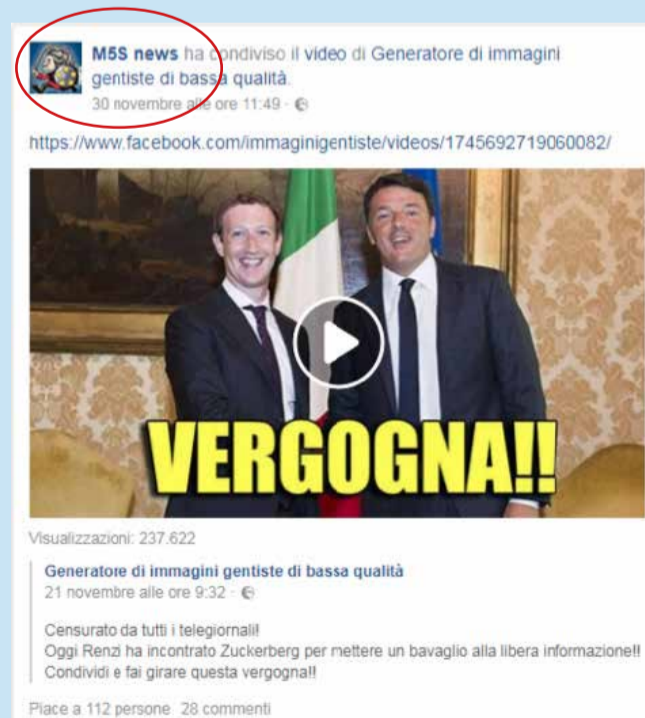 M5S news ha condiviso il video di Generatore di immagini
gentiste di bassa qualità.
30 novembre alle ore 11:49 ·
https://www.facebook.com/immaginigentiste/videos/1745692719060082/
VERGOGNA!!
Visualizzazioni: 237.622
Generatore di immagini gentiste di bassa qualità
21 novembre alle ore 9:32 ·
Censurato da tutti i telegiornali!
Oggi Renzi ha incontrato Zuckerberg per mettere un bavaglio alla libera informazione!!
Condividi e fai girare questa vergogna!!
Piace a 112 persone 28 commenti